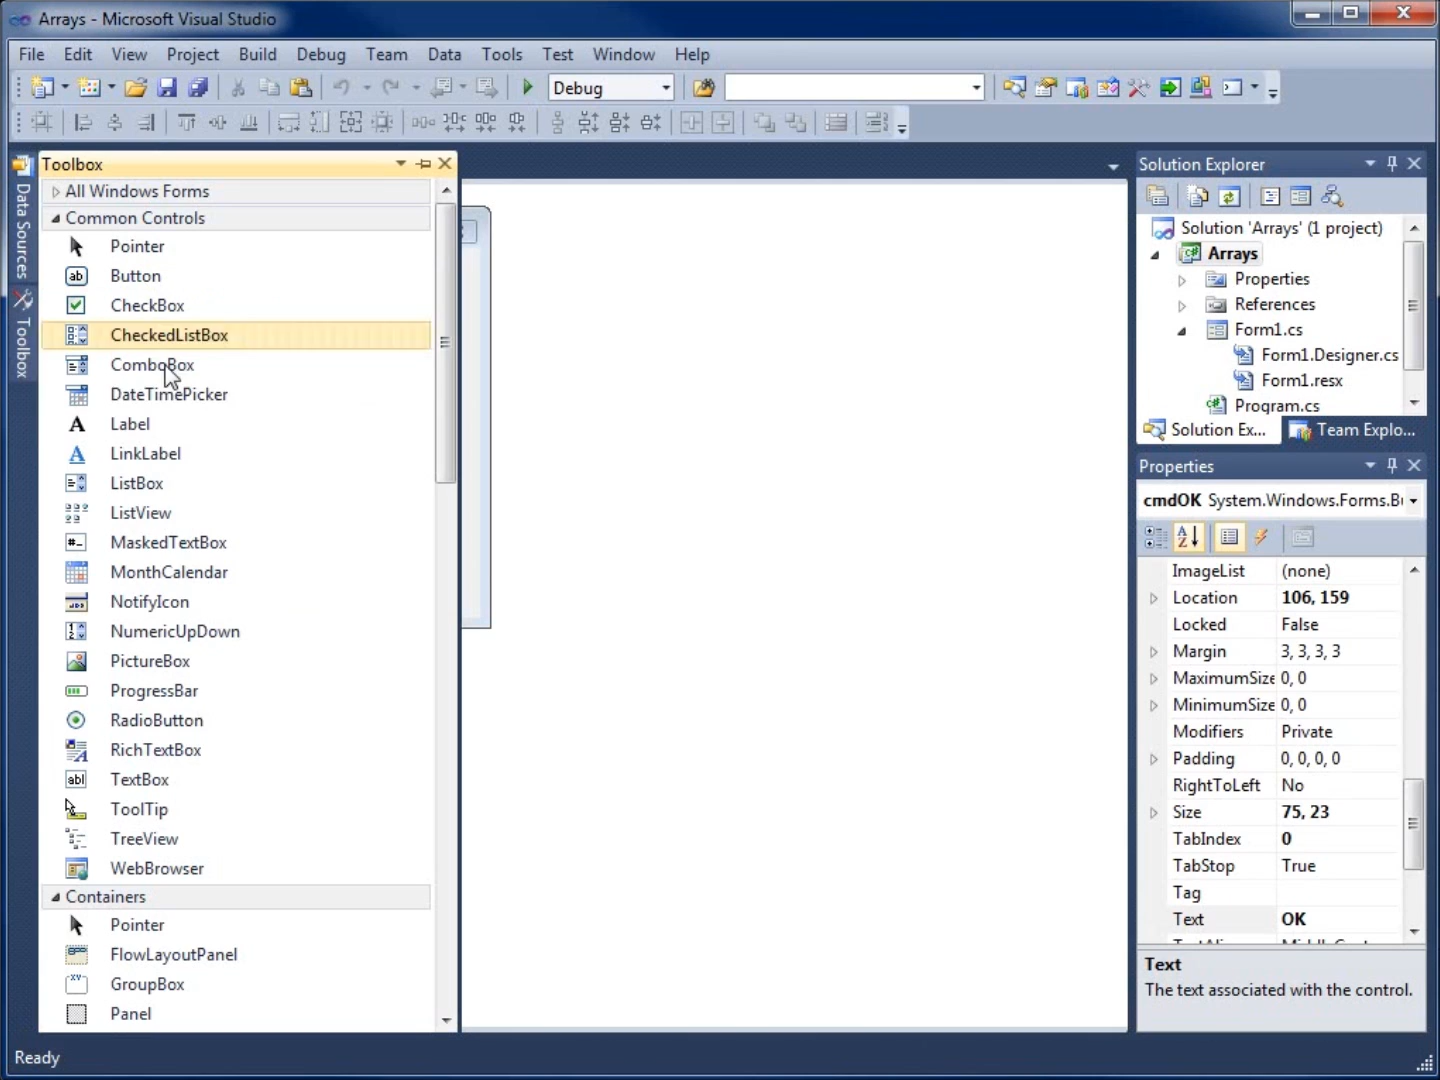 Arrays - Microsoft Visual Studio
File Edit View Project Build Debug Team Data Tools Test Window Help
Debug
Data Sources
Toolbox
Toolbox
All Windows Forms
Common Controls
Pointer
Button
CheckBox
CheckedListBox
ComboBox
DateTimePicker
Label
LinkLabel
ListBox
ListView
MaskedTextBox
MonthCalendar
NotifyIcon
NumericUpDown
PictureBox
ProgressBar
RadioButton
RichTextBox
TextBox
ToolTip
TreeView
WebBrowser
Containers
Pointer
FlowLayoutPanel
GroupBox
Panel
Solution Explorer
Solution 'Arrays' (1 project)
Arrays
Properties
References
Form1.cs
Form1.Designer.cs
Form1.resx
Program.cs
Solution Ex... Team Explo...
Properties
cmdOK System.Windows.Forms.Bu
ImageList (none)
Location 106, 159
Locked False
Margin 3, 3, 3, 3
MaximumSize 0, 0
MinimumSize 0, 0
Modifiers Private
Padding 0, 0, 0, 0
RightToLeft No
Size 75, 23
TabIndex 0
TabStop True
Tag
Text OK
Text
The text associated with the control.
Ready